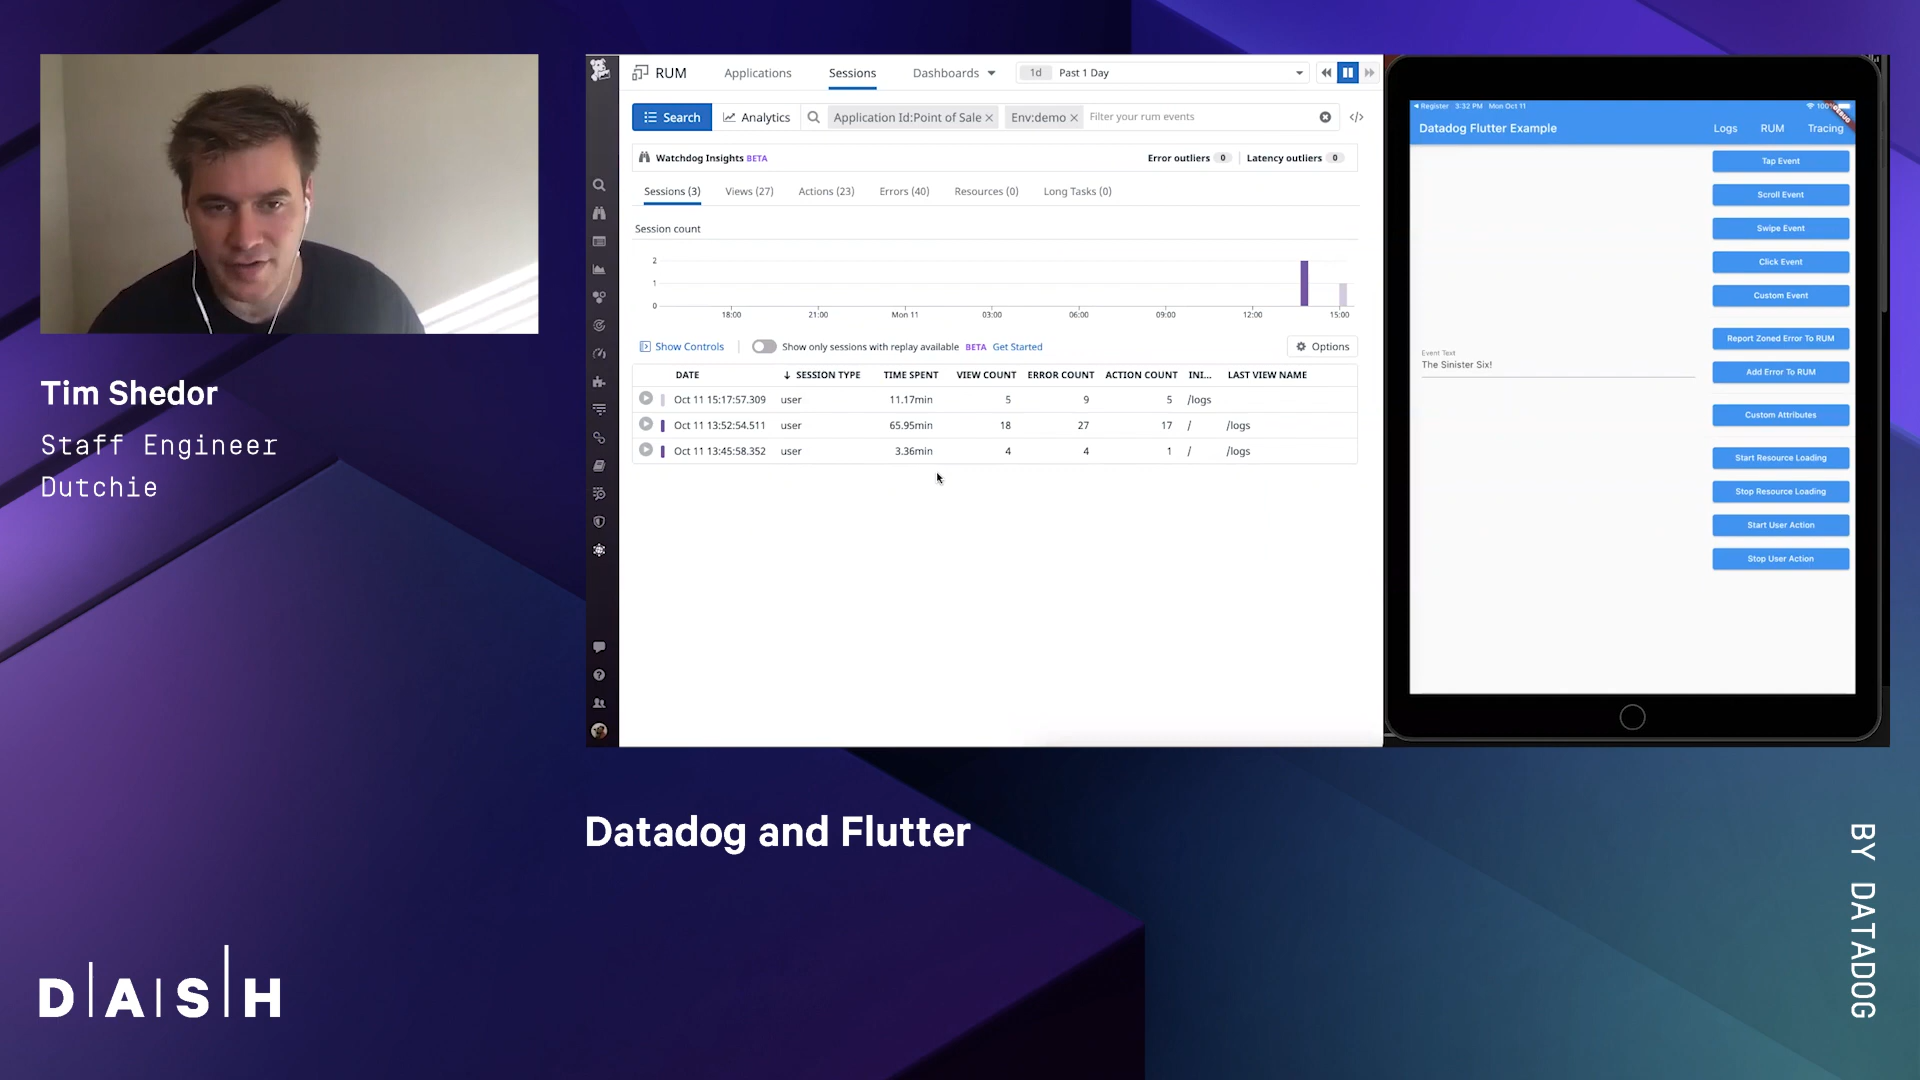 Tim Shedor
Staff Engineer
Dutchie
D|A|S|H
RUM Applications Sessions Dashboards 1d Past 1 Day
Search Analytics Application Id:Point of Sale Env:demo Filter your rum events
Watchdog Insights BETA Error outliers 0 Latency outliers 0
Sessions (3) Views (27) Actions (23) Errors (40) Resources (0) Long Tasks (0)
Session count
2
1
0
18:00 21:00 Mon 11 03:00 06:00 09:00 12:00 15:00
Show Controls Show only sessions with replay available BETA Get Started Options
DATE ↓ SESSION TYPE TIME SPENT VIEW COUNT ERROR COUNT ACTION COUNT INI... LAST VIEW NAME
Oct 11 15:17:57.309 user 11.17min 5 9 5 /logs
Oct 11 13:52:54.511 user 65.95min 18 27 17 / /logs
Oct 11 13:45:58.352 user 3.36min 4 4 1 / /logs
Register 3:32 PM Mon Oct 11 100%
DEBUG
Datadog Flutter Example Logs RUM Tracing
Tap Event
Scroll Event
Swipe Event
Click Event
Custom Event
Report Zoned Error To RUM
Event Text
The Sinister Six!
Add Error To RUM
Custom Attributes
Start Resource Loading
Stop Resource Loading
Start User Action
Stop User Action
Datadog and Flutter
BY DATADOG